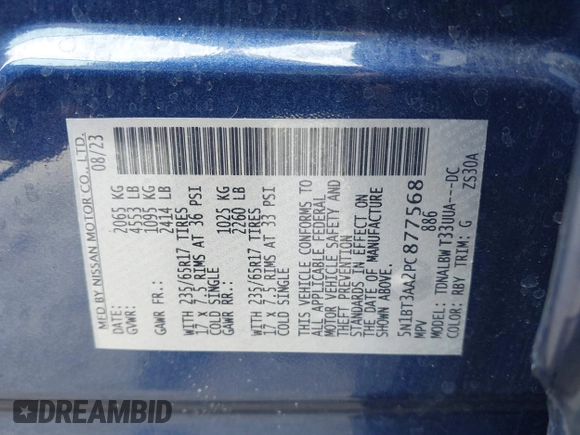 MFD BY NISSAN MOTOR CO., LTD.
DATE: 08/23
GVWR: 2065 KG
4553 LB
GAWR FR.: 1095 KG
2414 LB
WITH 235/65R17 TIRES
17 X 7.5 RIMS AT 36 PSI
COLD SINGLE
GAWR RR.: 1025 KG
2260 LB
WITH 235/65R17 TIRES
17 X 7.5 RIMS AT 33 PSI
COLD SINGLE
THIS VEHICLE CONFORMS TO
ALL APPLICABLE FEDERAL
MOTOR VEHICLE SAFETY AND
THEFT PREVENTION
STANDARDS IN EFFECT ON
THE DATE OF MANUFACTURE
SHOWN ABOVE.
5N1BT3AA2PC877568
MPV 886
MODEL: TDNALBW T33UUA---DC
COLOR: RBY TRIM: G ZS30A
DREAMBID